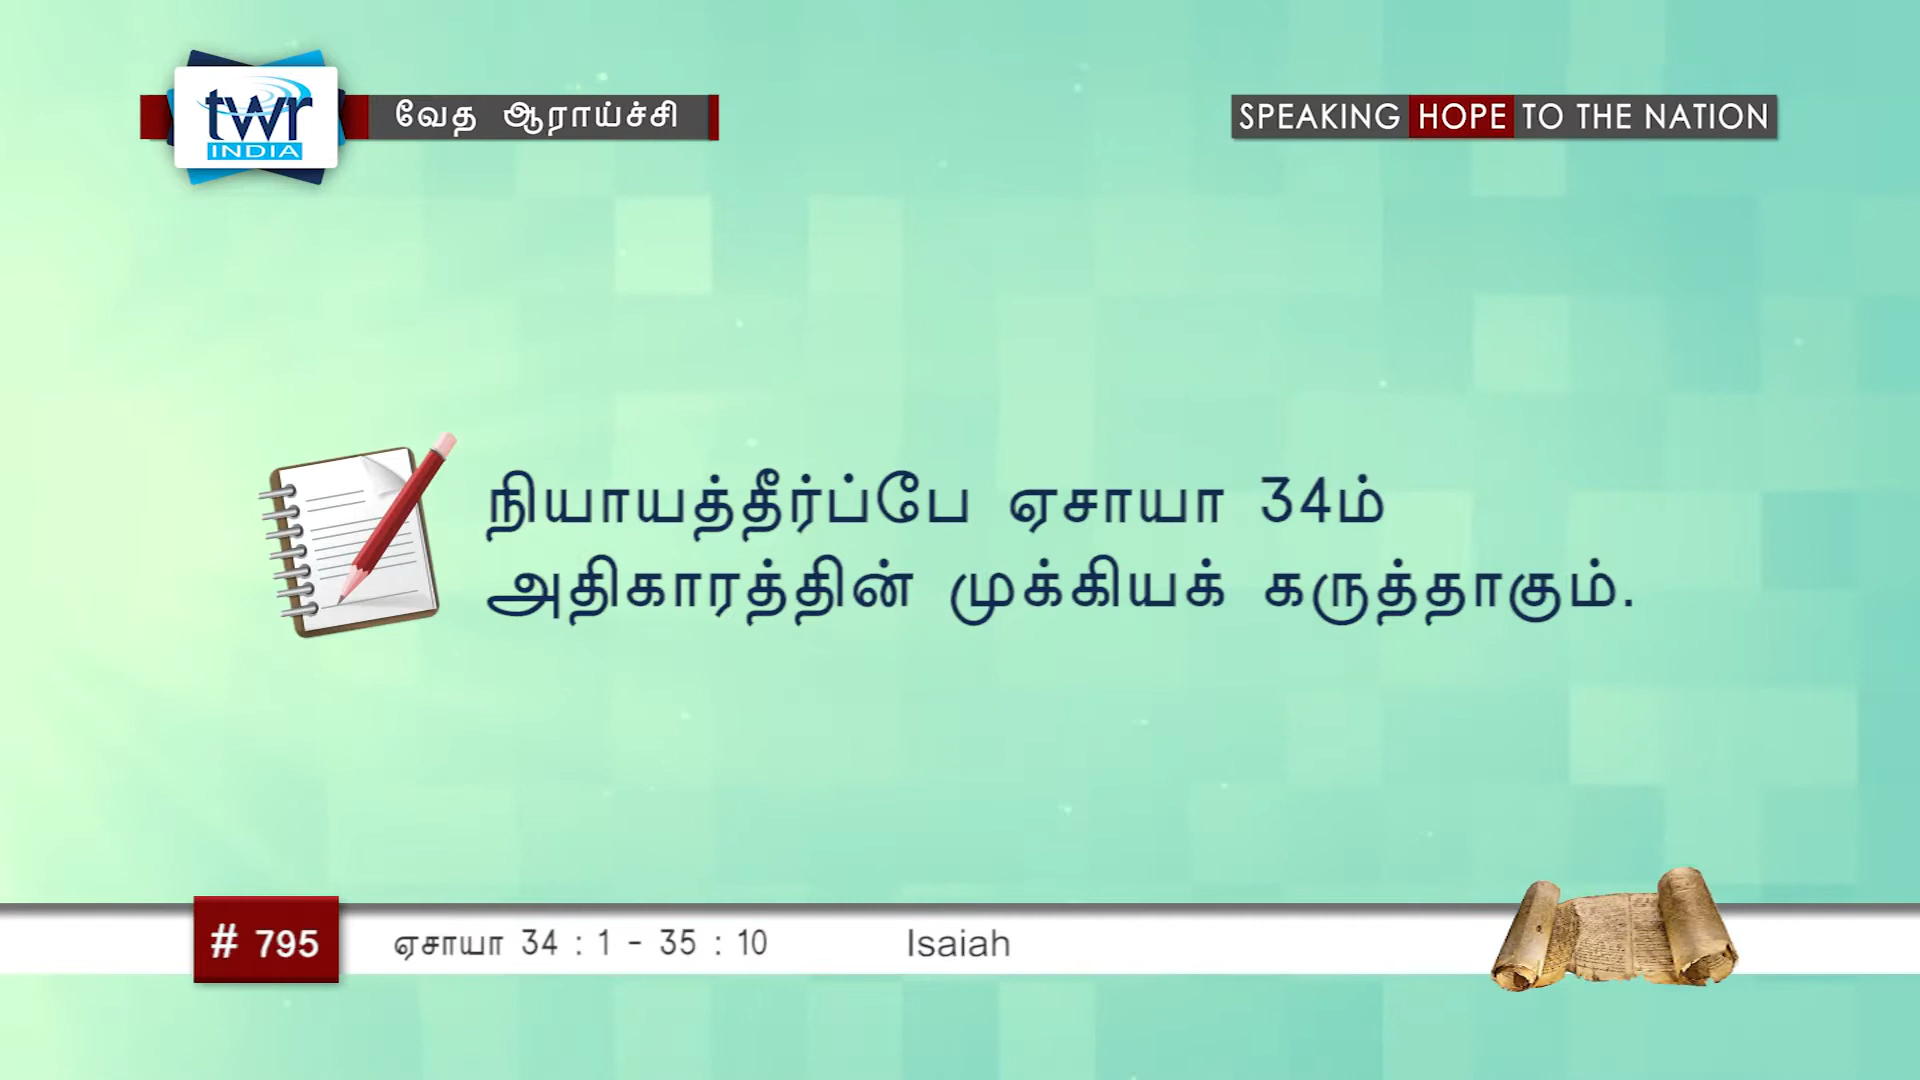 twr
INDIA
வேத ஆராய்ச்சி
SPEAKING HOPE TO THE NATION
நியாயத்தீர்ப்பே ஏசாயா 34ம்
அதிகாரத்தின் முக்கியக் கருத்தாகும்.
# 795
ஏசாயா 34 : 1 - 35 : 10
Isaiah